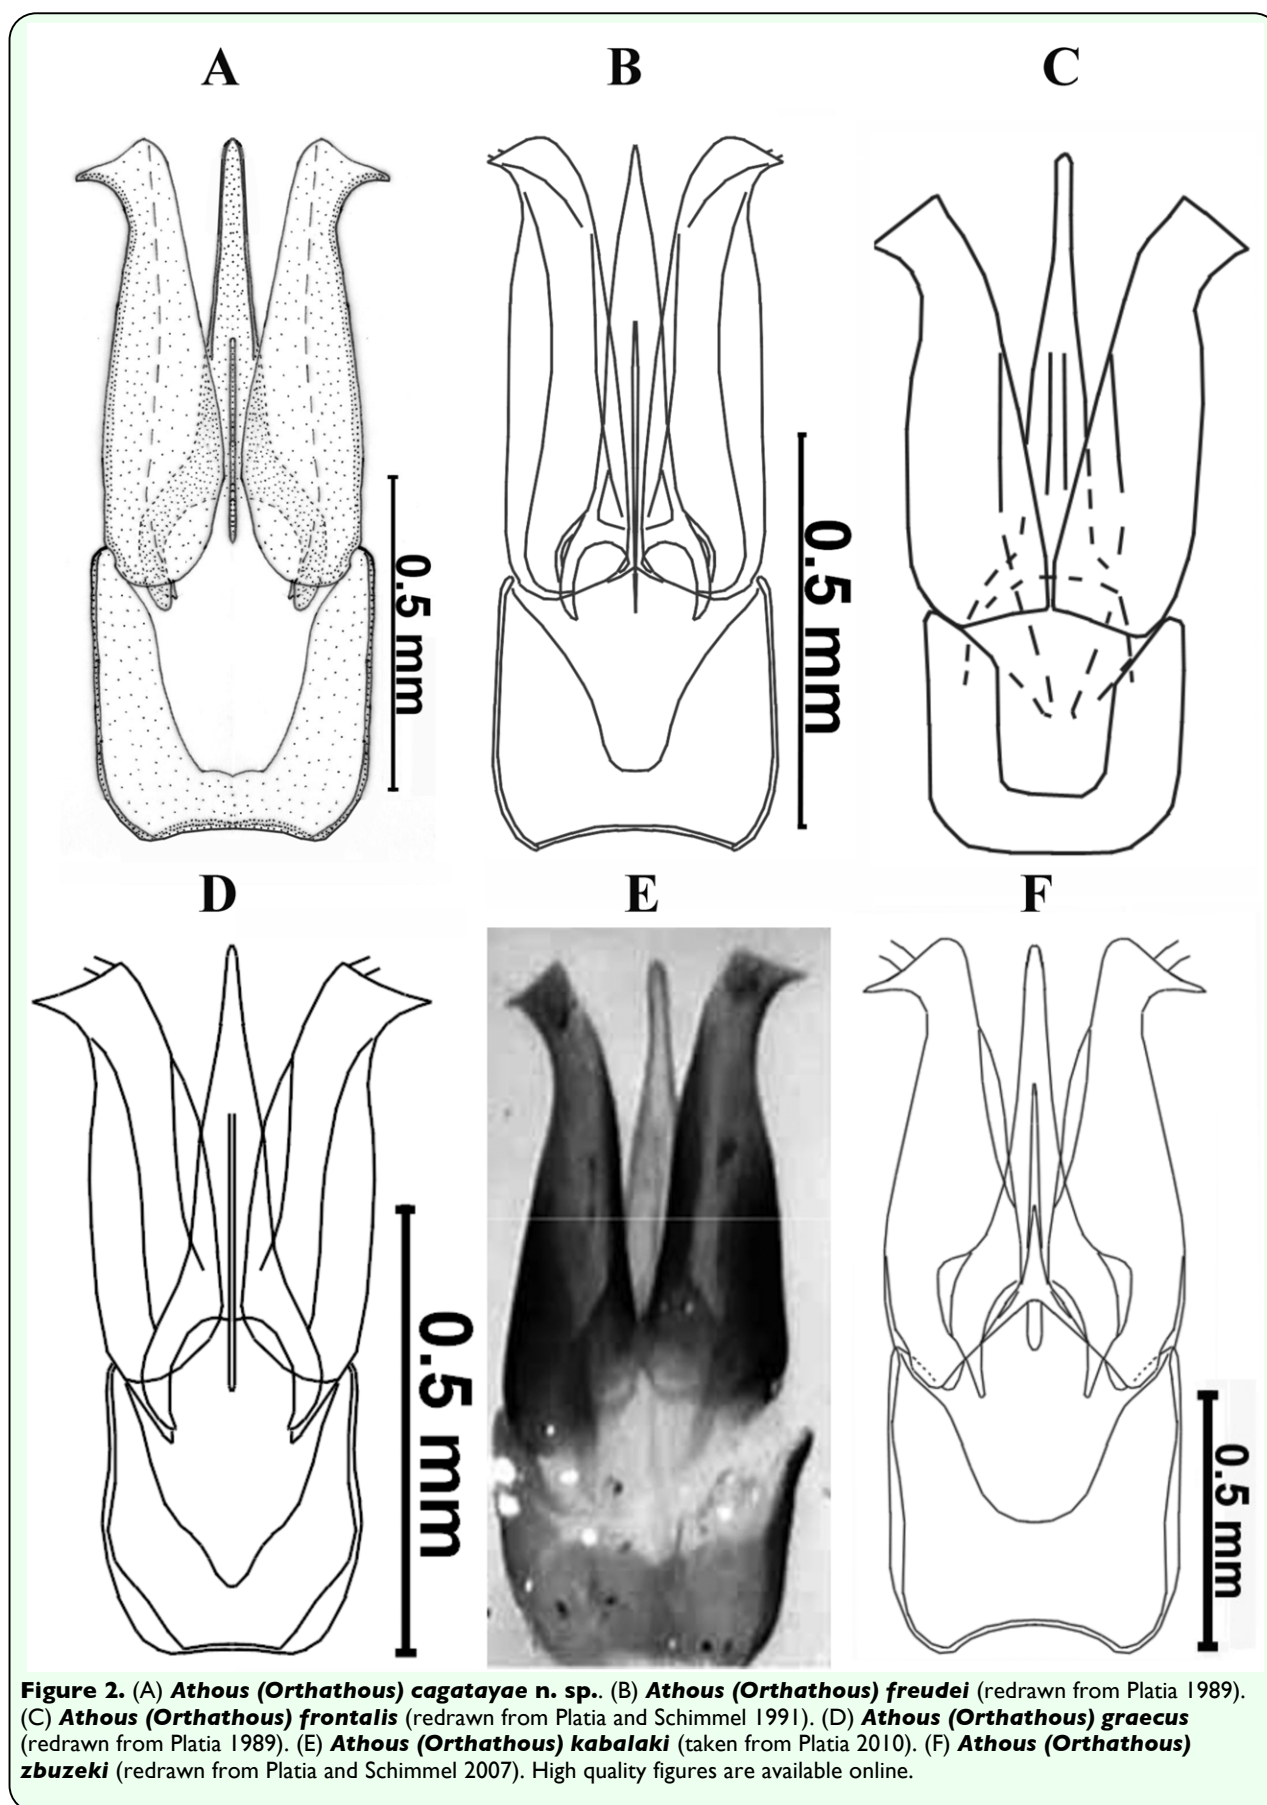 A B C
0.5 mm
0.5 mm
D E F
0.5 mm
0.5 mm
Figure 2. (A) Athous (Orthathous) cagatayae n. sp.. (B) Athous (Orthathous) freudei (redrawn from Platia 1989).
(C) Athous (Orthathous) frontalis (redrawn from Platia and Schimmel 1991). (D) Athous (Orthathous) graecus
(redrawn from Platia 1989). (E) Athous (Orthathous) kabalaki (taken from Platia 2010). (F) Athous (Orthathous)
zbuzeki (redrawn from Platia and Schimmel 2007). High quality figures are available online.